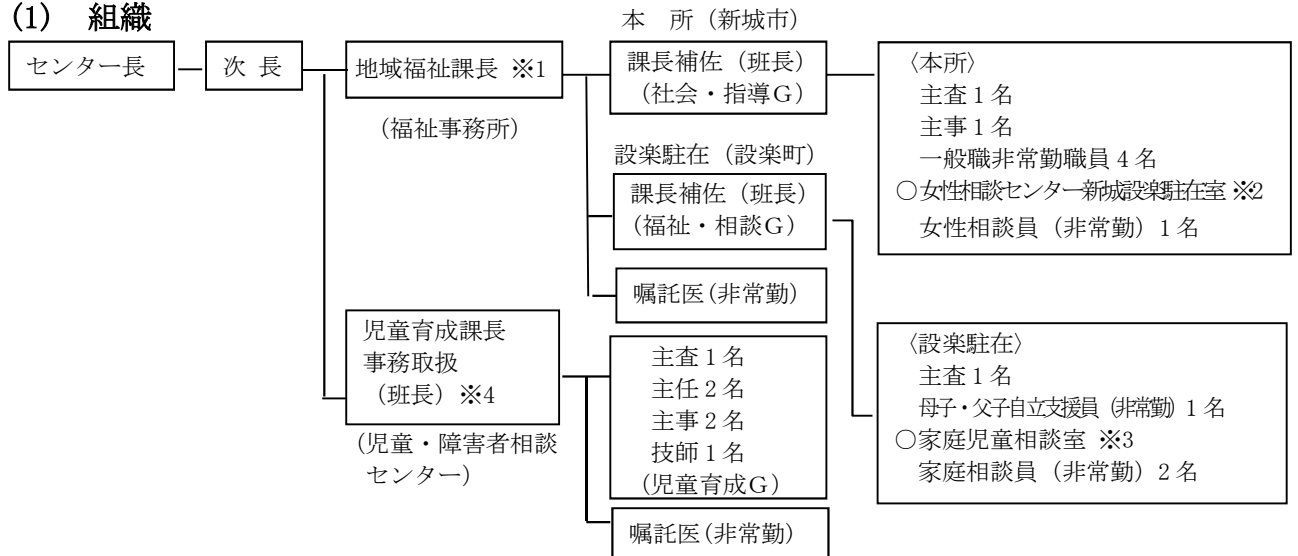 (1) 組織
センター長
次 長
地域福祉課長 ※1
(福祉事務所)
本 所（新城市）
課長補佐（班長）
（社会・指導Ｇ）
〈本所〉
主査1名
主事1名
一般職非常勤職員4名
○女性相談センター新城設楽駐在室 ※2
女性相談員（非常勤）1名
設楽駐在（設楽町）
課長補佐（班長）
(福祉・相談Ｇ)
嘱託医(非常勤)
〈設楽駐在〉
主査1名
母子・父子自立支援員（非常勤）1名
○家庭児童相談室 ※3
家庭相談員（非常勤）2名
児童育成課長
事務取扱
（班長）※4
(児童・障害者相談
センター)
主査1名
主任2名
主事2名
技師1名
(児童育成Ｇ)
嘱託医(非常勤)